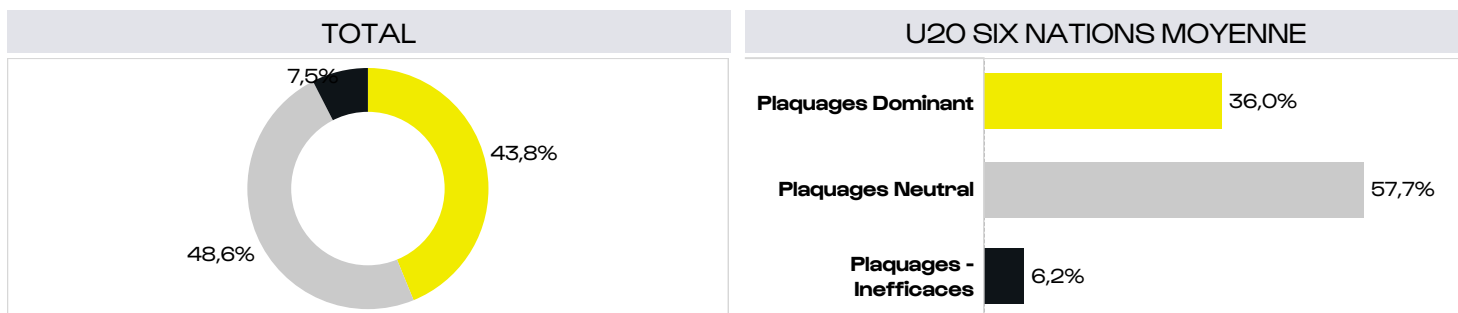 TOTAL
7,5%
43,8%
48,6%
U20 SIX NATIONS MOYENNE
Plaquages Dominant
36,0%
Plaquages Neutral
57,7%
Plaquages -
Inefficaces
6,2%